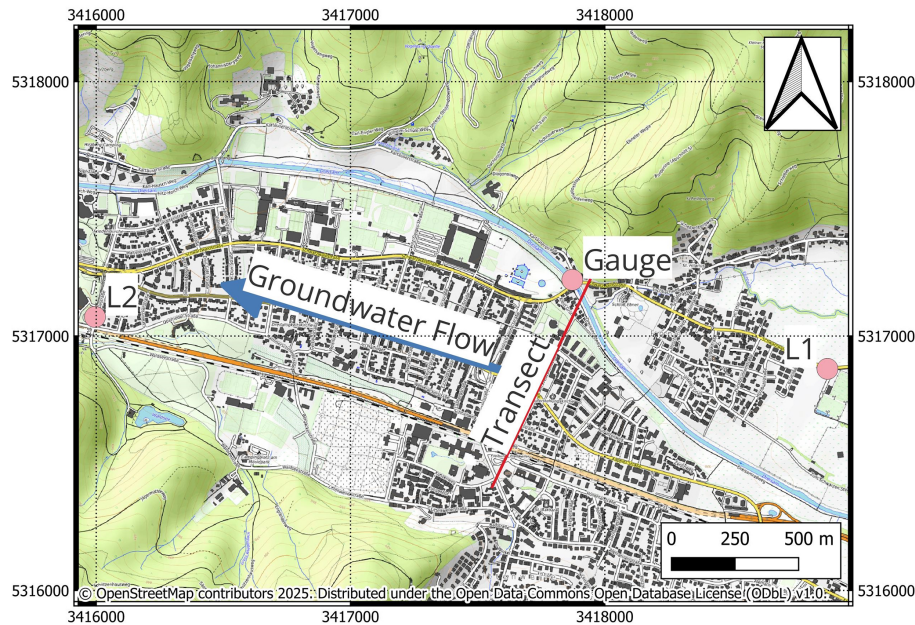 3416000
3417000
3418000
5318000
5318000
Gauge
L2
Groundwater Flow
5317000
5317000
L1
Transect
0
250
500 m
5316000
5316000
© OpenStreetMap contributors 2025:: Distributed under the Open Data Commons Open Database License (ODbL) v1.0.
3416000
3417000
3418000